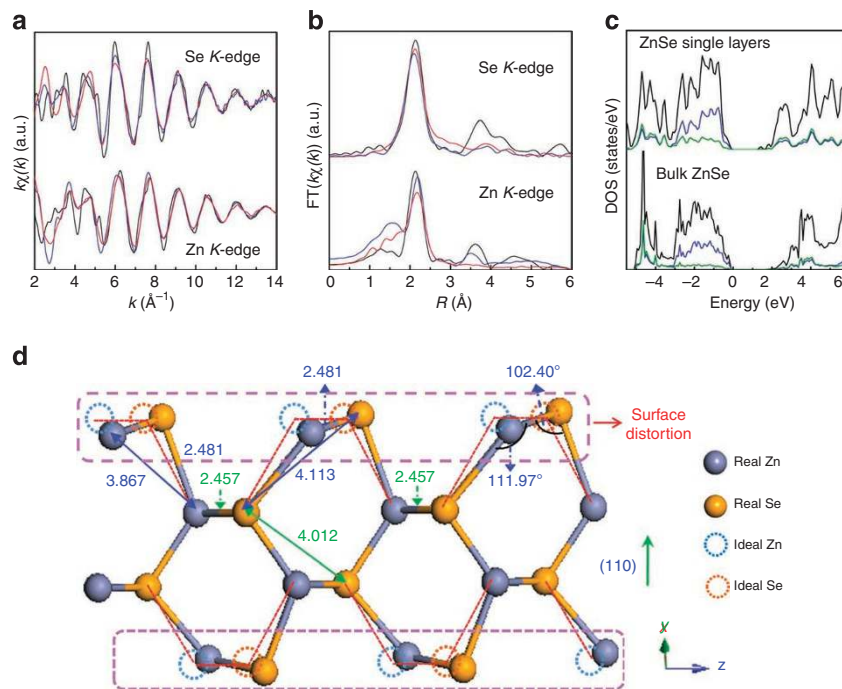 a
Se K-edge
Zn K-edge
kχ(k) (a.u.)
2 4 6 8 10 12 14
k (Å⁻¹)
b
Se K-edge
Zn K-edge
FT(kχ(k)) (a.u.)
0 1 2 3 4 5 6
R (Å)
c
ZnSe single layers
Bulk ZnSe
DOS (states/eV)
−4 −2 0 2 4 6
Energy (eV)
d
2.481
102.40°
Surface
distortion
2.481
3.867
2.457
4.113
2.457
111.97°
4.012
(110)
Real Zn
Real Se
Ideal Zn
Ideal Se
z